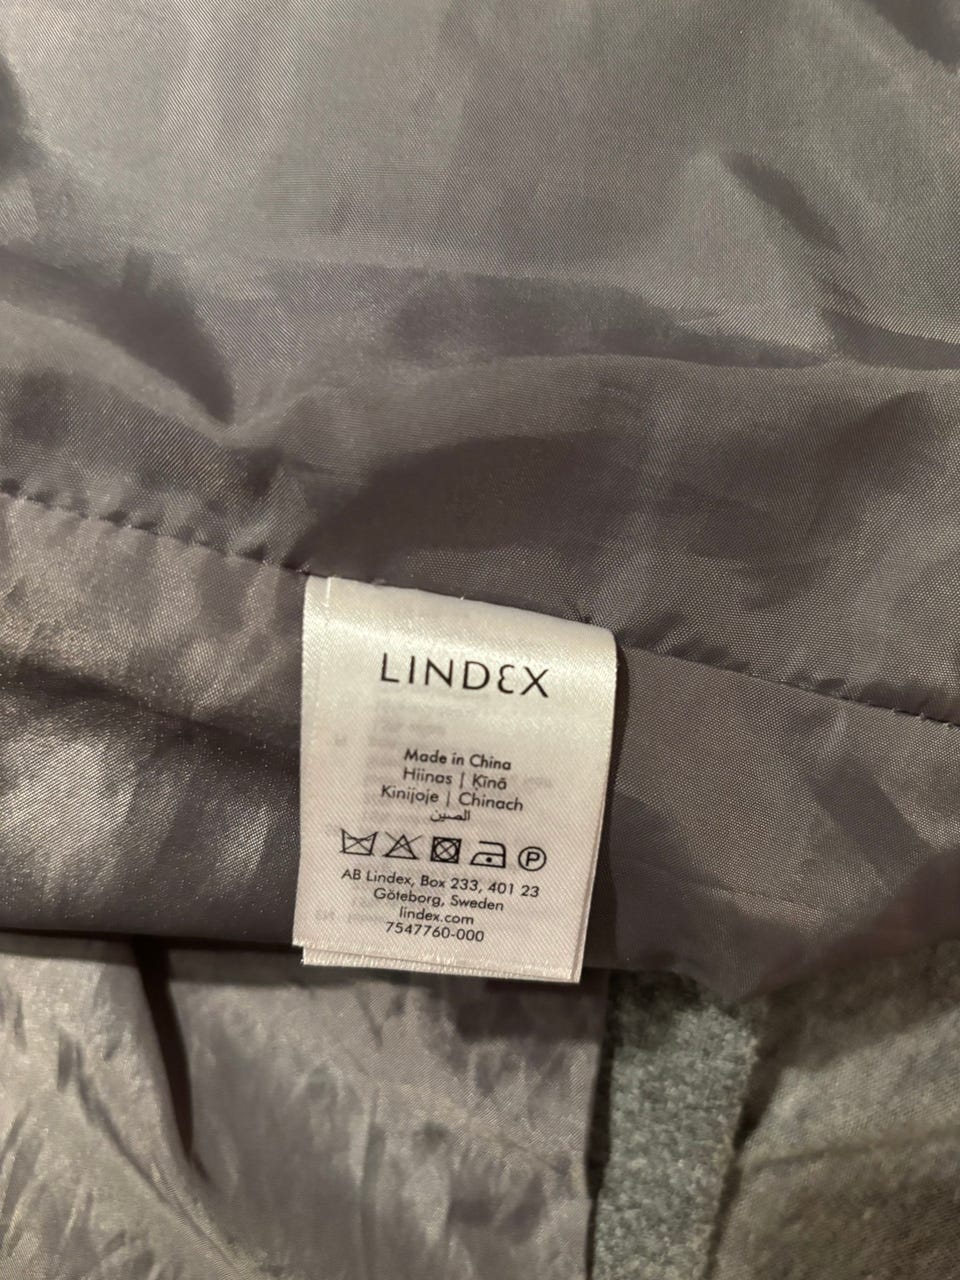 LINDEX
Made in China
Hiinas | Ķīnā
Kinijoje | Chinach
الصين
P
AB Lindex, Box 233, 401 23
Göteborg, Sweden
lindex.com
7547760-000